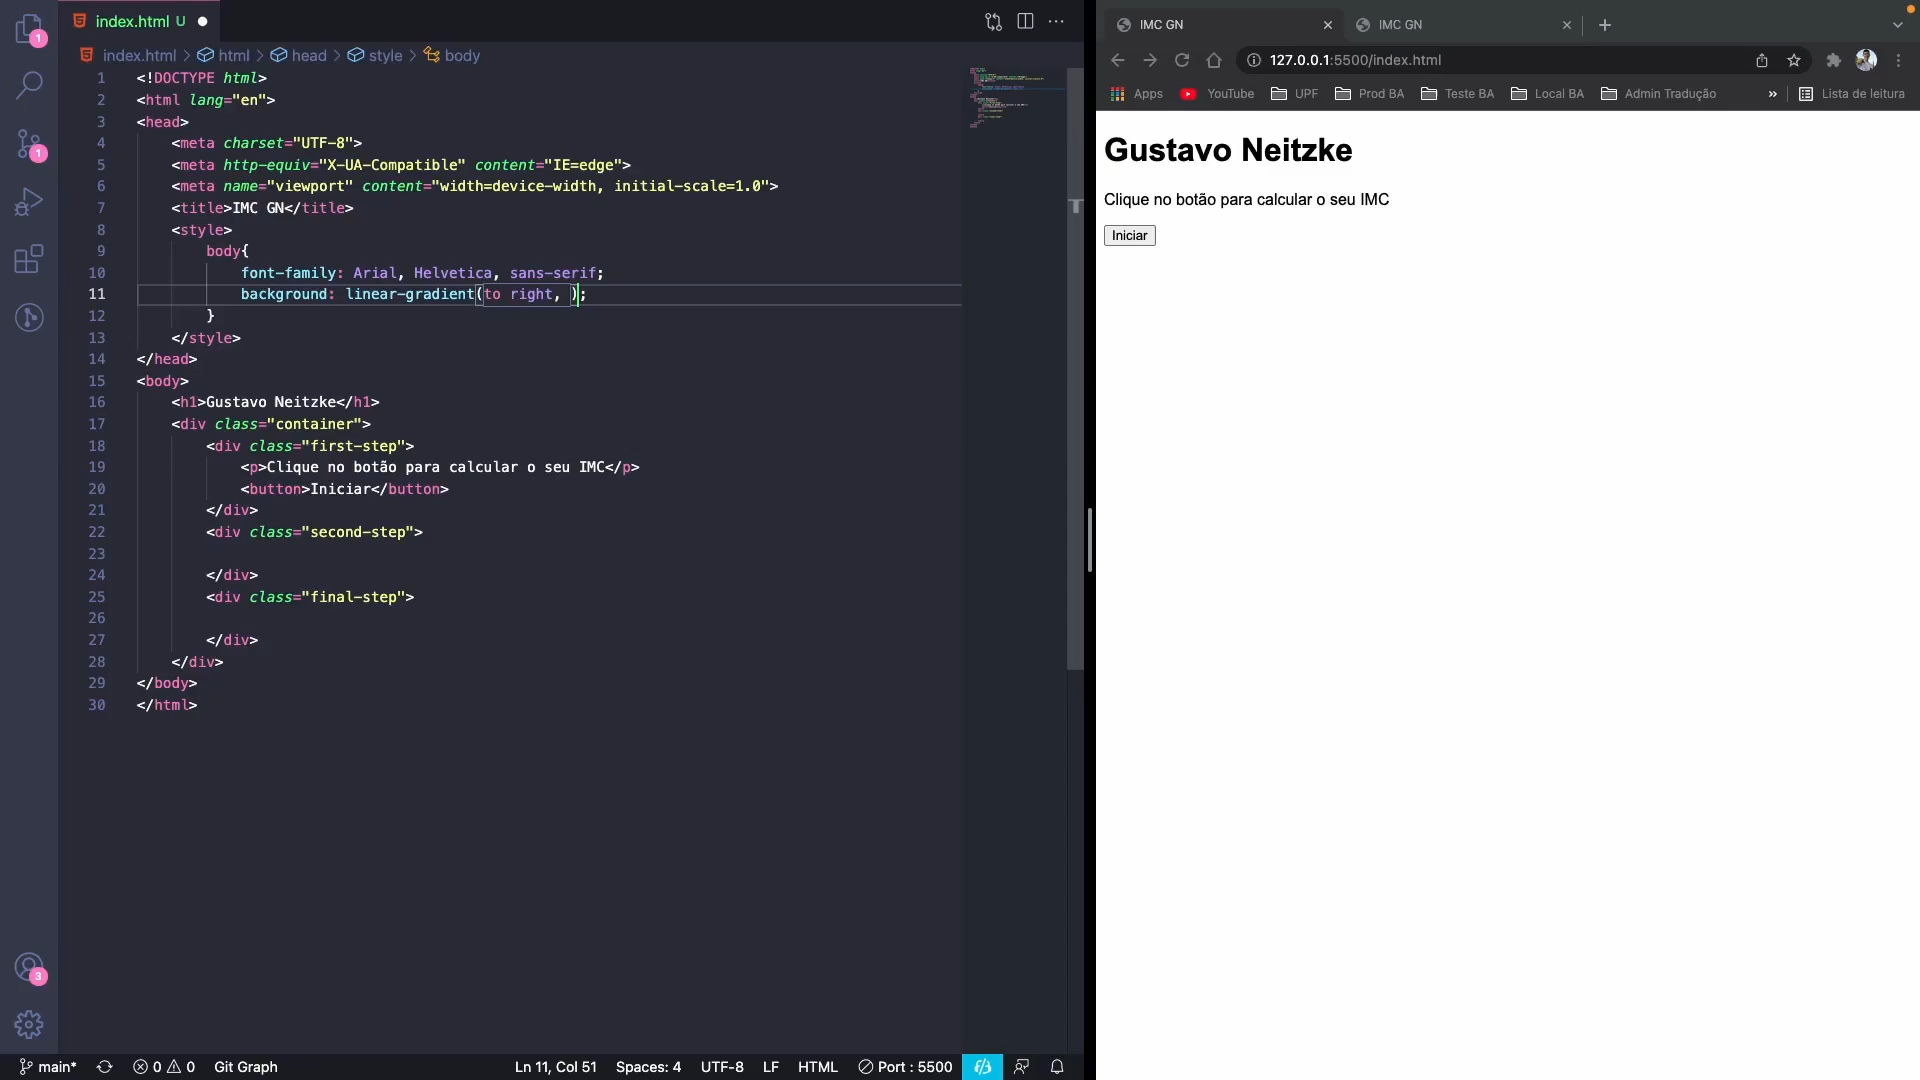 index.html U
index.html > html > head > style > body
1 <!DOCTYPE html>
2 <html lang="en">
3 <head>
4 <meta charset="UTF-8">
5 <meta http-equiv="X-UA-Compatible" content="IE=edge">
6 <meta name="viewport" content="width=device-width, initial-scale=1.0">
7 <title>IMC GN</title>
8 <style>
9 body{
10 font-family: Arial, Helvetica, sans-serif;
11 background: linear-gradient(to right, );
12 }
13 </style>
14 </head>
15 <body>
16 <h1>Gustavo Neitzke</h1>
17 <div class="container">
18 <div class="first-step">
19 <p>Clique no botão para calcular o seu IMC</p>
20 <button>Iniciar</button>
21 </div>
22 <div class="second-step">
23
24 </div>
25 <div class="final-step">
26
27 </div>
28 </div>
29 </body>
30 </html>
1
1
3
main* 0 0 Git Graph Ln 11, Col 51 Spaces: 4 UTF-8 LF HTML Port : 5500
IMC GN IMC GN
127.0.0.1:5500/index.html
Apps YouTube UPF Prod BA Teste BA Local BA Admin Tradução » Lista de leitura
Gustavo Neitzke
Clique no botão para calcular o seu IMC
Iniciar